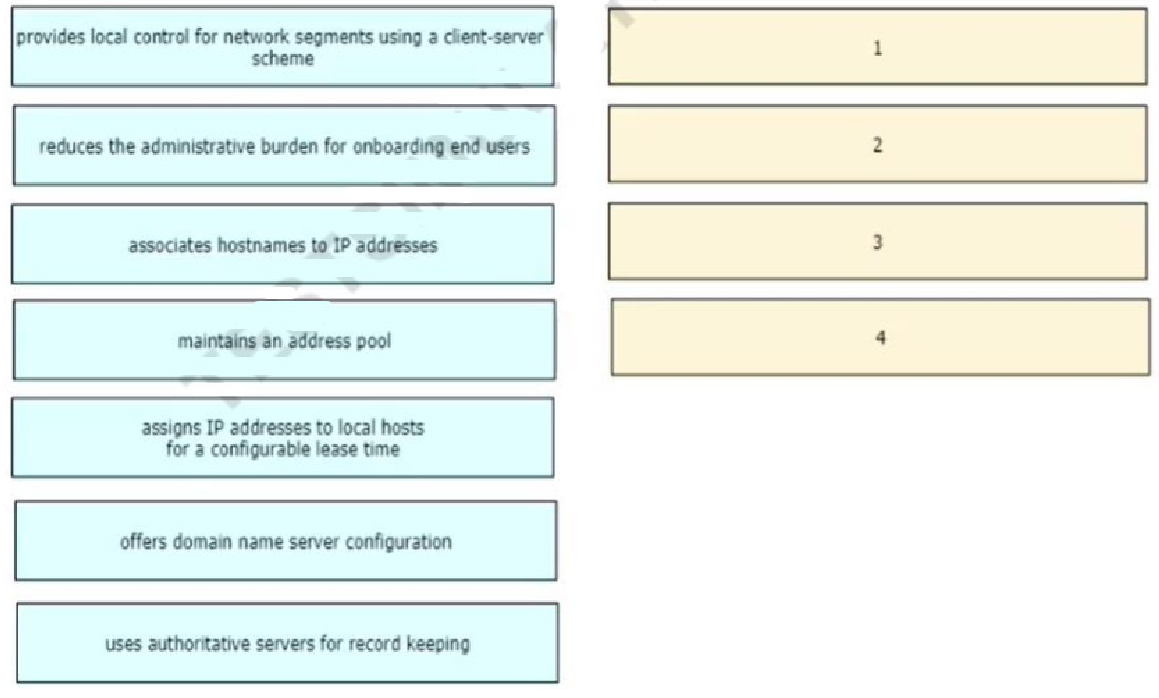 provides local control for network segments using a client-server
scheme
reduces the administrative burden for onboarding end users
associates hostnames to IP addresses
maintains an address pool
assigns IP addresses to local hosts
for a configurable lease time
offers domain name server configuration
uses authoritative servers for record keeping
1
2
3
4